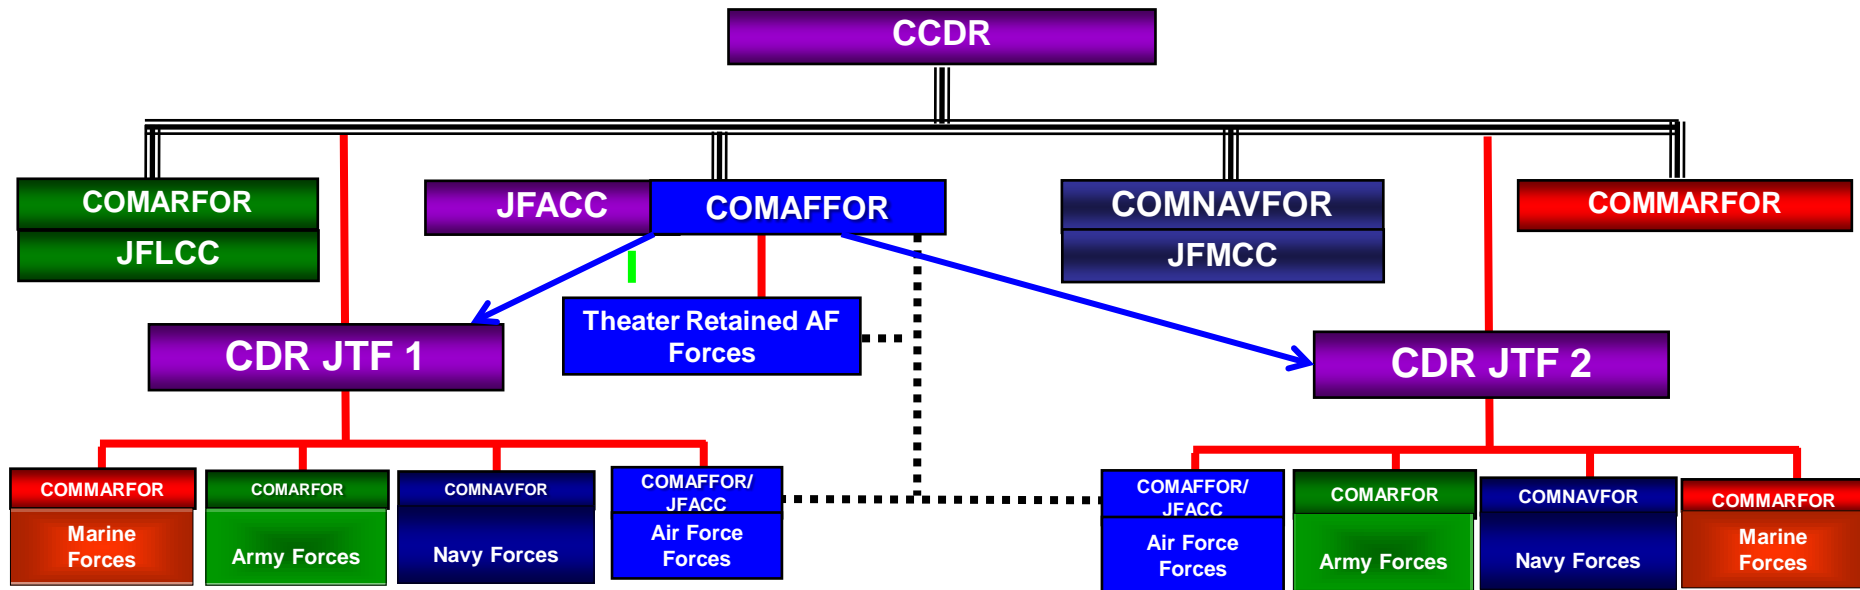 CCDR
COMARFOR
JFLCC
JFACC
COMAFFOR
COMNAVFOR
JFMCC
COMMARFOR
Theater Retained AF
Forces
CDR JTF 1
CDR JTF 2
COMMARFOR
Marine
Forces
COMARFOR
Army Forces
COMNAVFOR
Navy Forces
COMAFFOR/
JFACC
Air Force
Forces
COMAFFOR/
JFACC
Air Force
Forces
COMARFOR
Army Forces
COMNAVFOR
Navy Forces
COMMARFOR
Marine
Forces